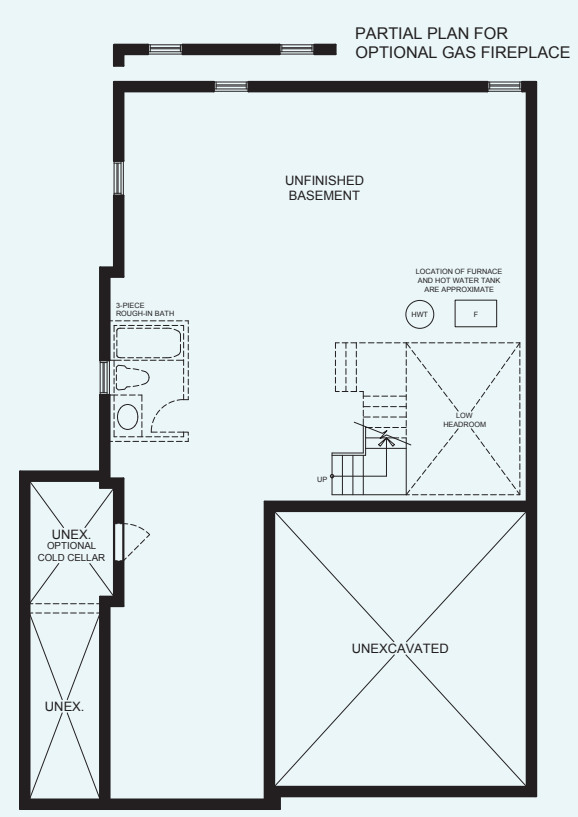 PARTIAL PLAN FOR
OPTIONAL GAS FIREPLACE
UNFINISHED
BASEMENT
LOCATION OF FURNACE
AND HOT WATER TANK
ARE APPROXIMATE
HWT
F
3-PIECE
ROUGH-IN BATH
LOW
HEADROOM
UP
UNEX.
OPTIONAL
COLD CELLAR
UNEXCAVATED
UNEX.